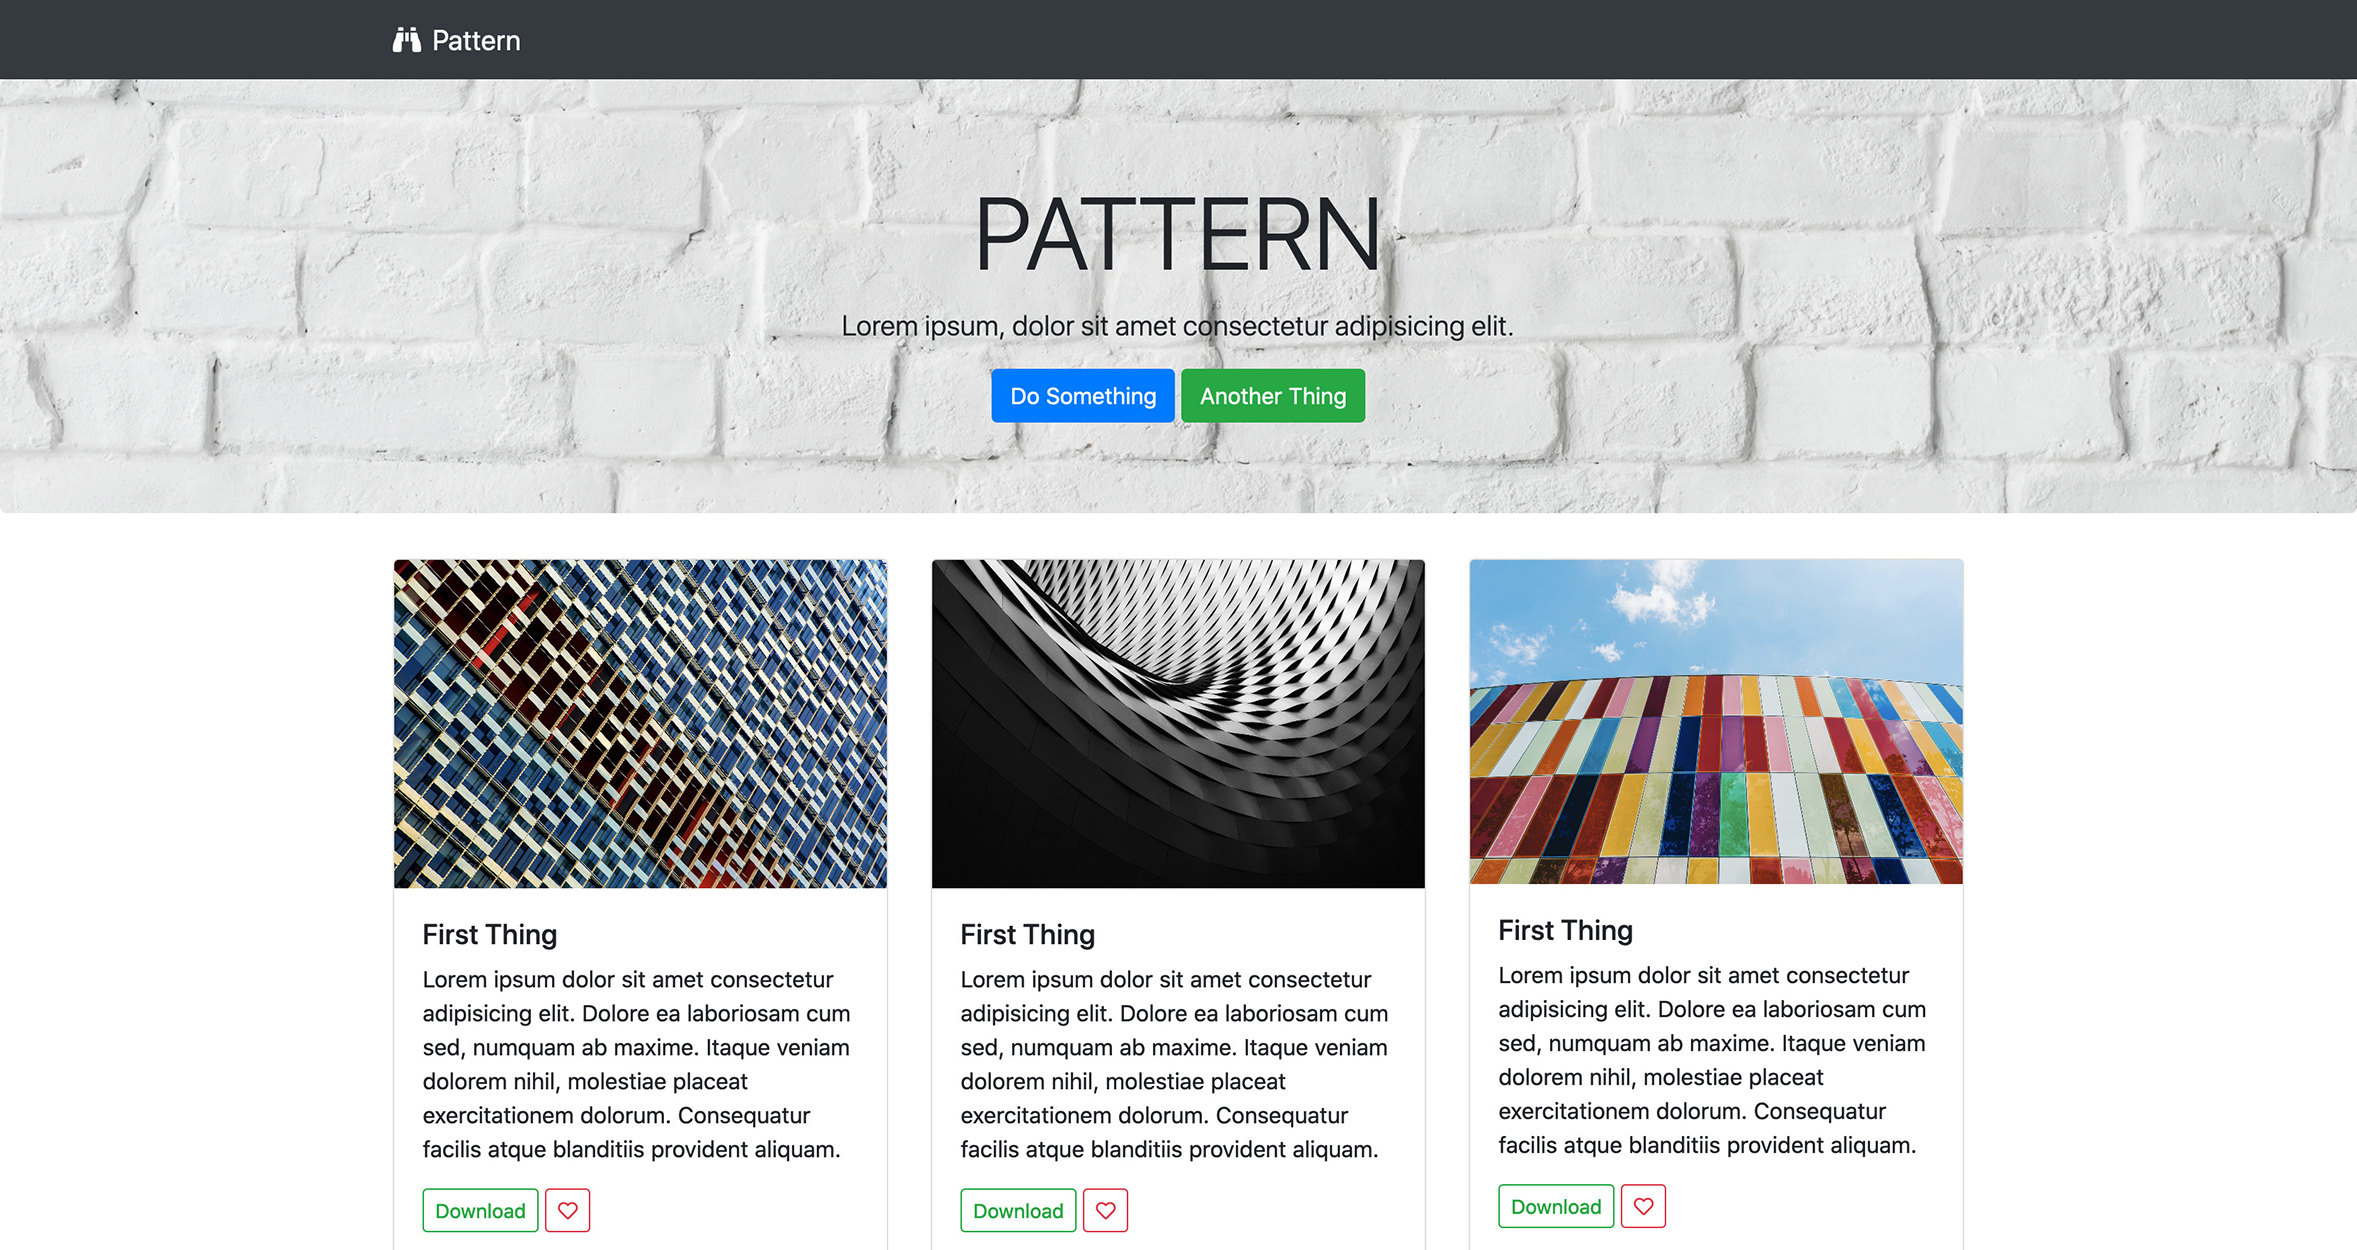 Pattern
PATTERN
Lorem ipsum, dolor sit amet consectetur adipisicing elit.
Do Something
Another Thing
First Thing
Lorem ipsum dolor sit amet consectetur
adipisicing elit. Dolore ea laboriosam cum
sed, numquam ab maxime. Itaque veniam
dolorem nihil, molestiae placeat
exercitationem dolorum. Consequatur
facilis atque blanditiis provident aliquam.
Download
First Thing
Lorem ipsum dolor sit amet consectetur
adipisicing elit. Dolore ea laboriosam cum
sed, numquam ab maxime. Itaque veniam
dolorem nihil, molestiae placeat
exercitationem dolorum. Consequatur
facilis atque blanditiis provident aliquam.
Download
First Thing
Lorem ipsum dolor sit amet consectetur
adipisicing elit. Dolore ea laboriosam cum
sed, numquam ab maxime. Itaque veniam
dolorem nihil, molestiae placeat
exercitationem dolorum. Consequatur
facilis atque blanditiis provident aliquam.
Download